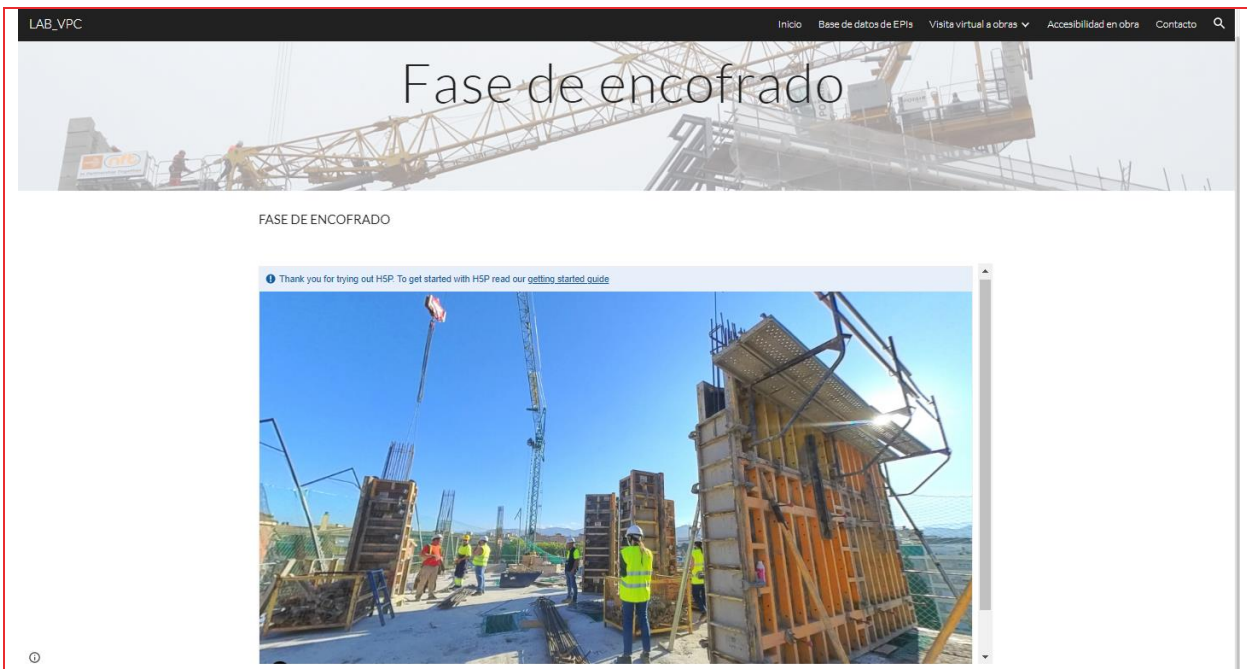 LAB_VPC
Inicio Base de datos de EPIs Visita virtual a obras Accesibilidad en obra Contacto
Fase de encofrado
FASE DE ENCOFRADO
Thank you for trying out H5P. To get started with H5P read our getting started guide